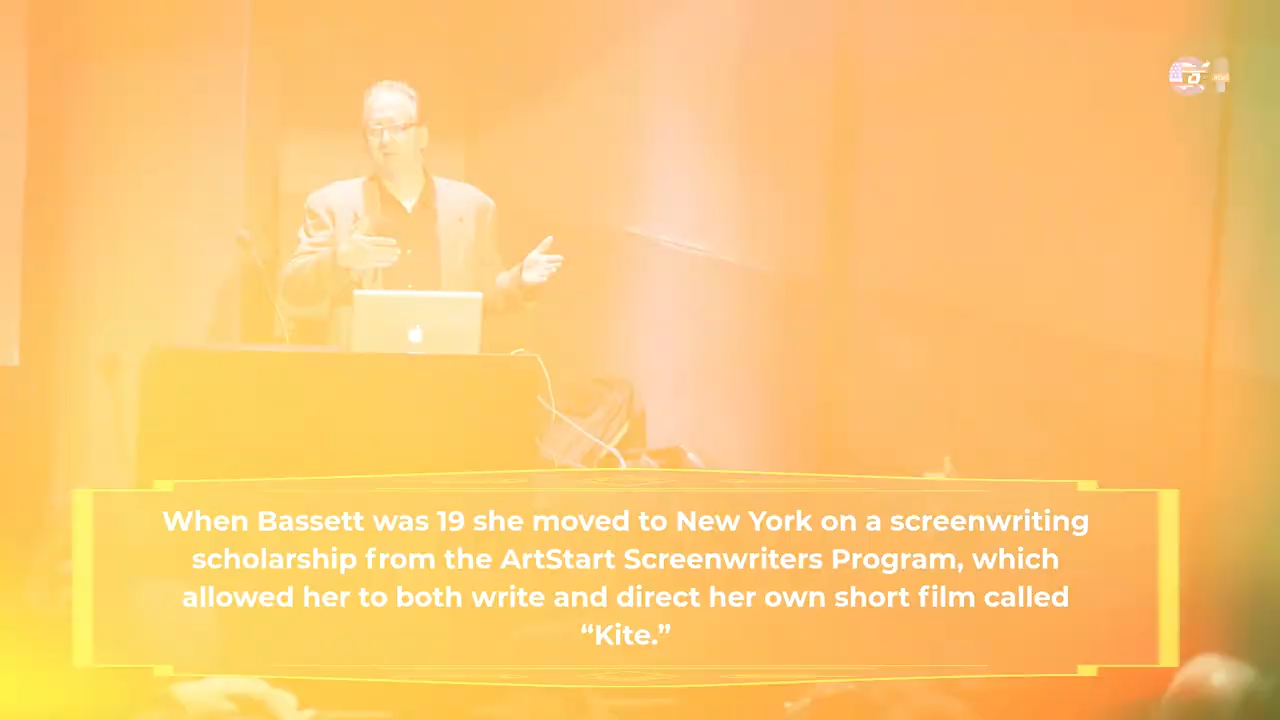 When Bassett was 19 she moved to New York on a screenwriting
scholarship from the ArtStart Screenwriters Program, which
allowed her to both write and direct her own short film called
“Kite.”